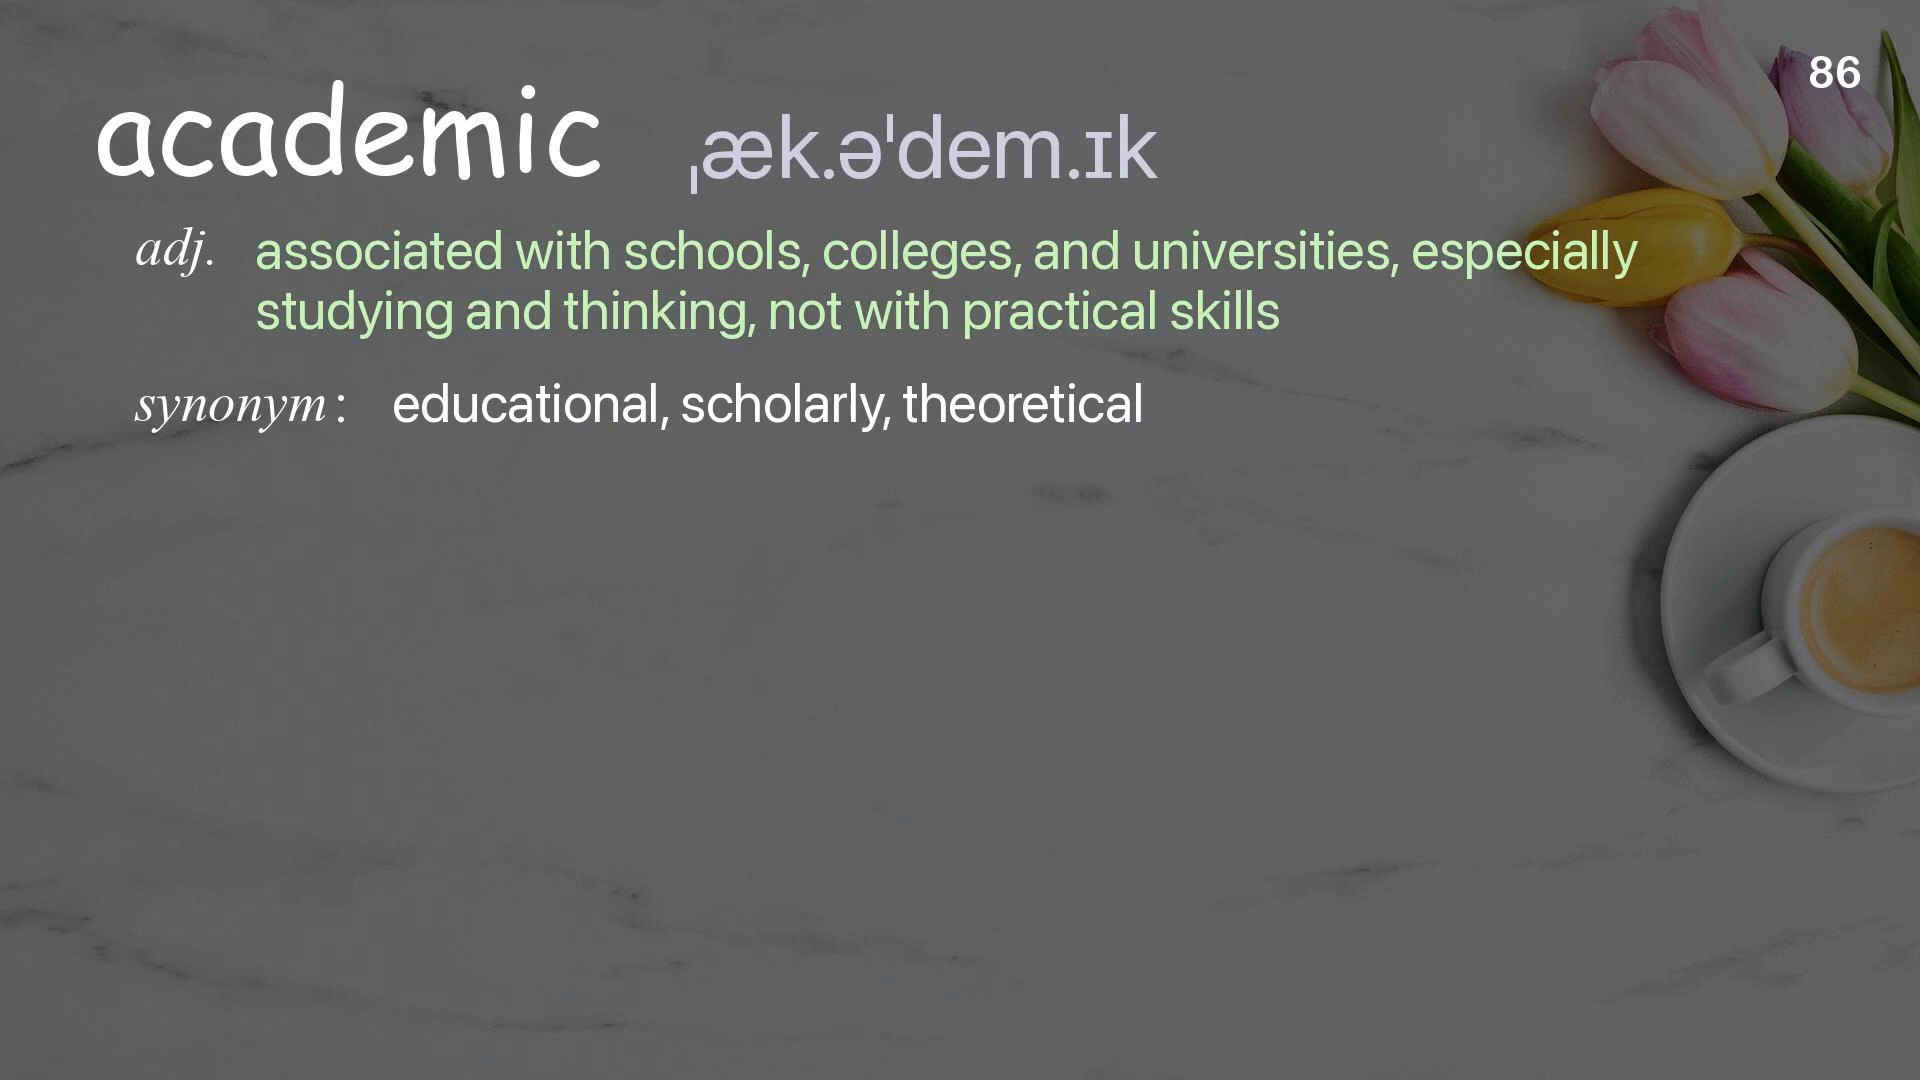 86
academic ˌæk.əˈdem.ɪk
adj. associated with schools, colleges, and universities, especially
studying and thinking, not with practical skills
synonym : educational, scholarly, theoretical